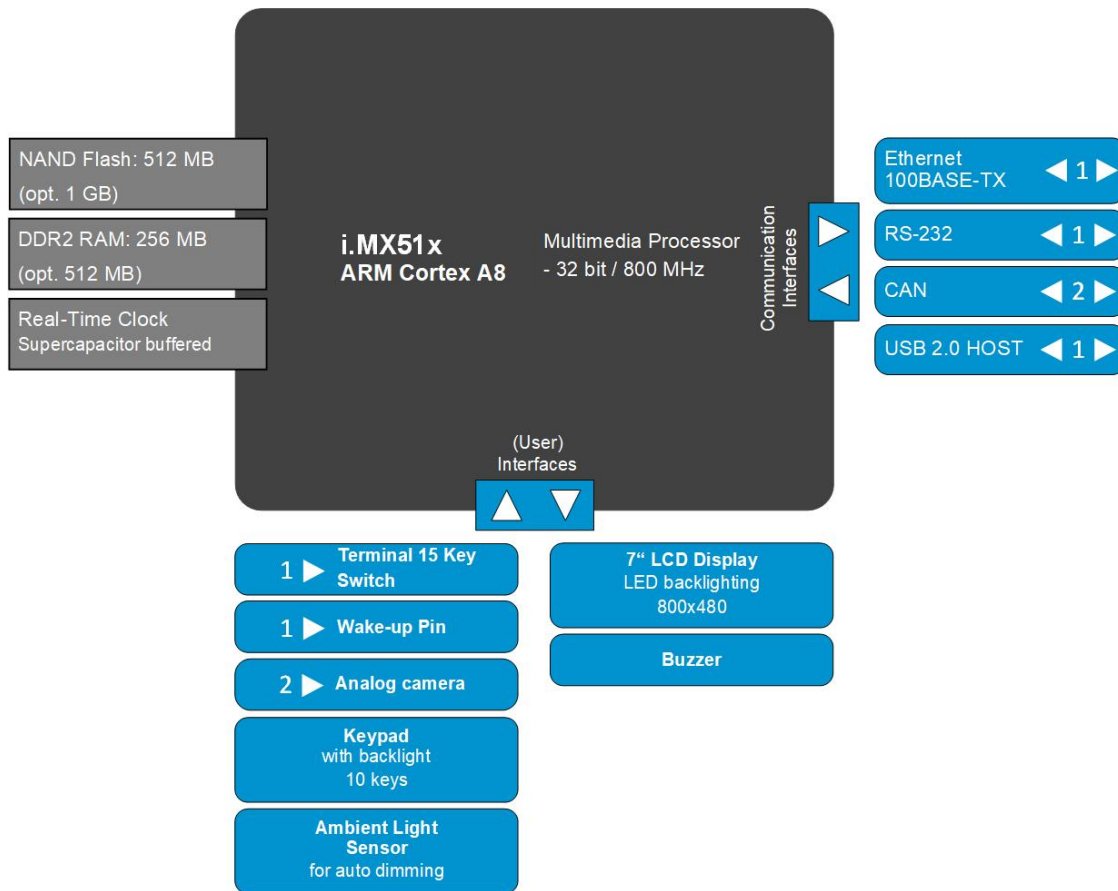 NAND Flash: 512 MB
(opt. 1 GB)
DDR2 RAM: 256 MB
(opt. 512 MB)
Real-Time Clock
Supercapacitor buffered
i.MX51x
ARM Cortex A8
Multimedia Processor
- 32 bit / 800 MHz
Communication
Interfaces
Ethernet
100BASE-TX
1
RS-232
1
CAN
2
USB 2.0 HOST
1
(User)
Interfaces
1
Terminal 15 Key
Switch
1
Wake-up Pin
2
Analog camera
Keypad
with backlight
10 keys
Ambient Light
Sensor
for auto dimming
7“ LCD Display
LED backlighting
800x480
Buzzer